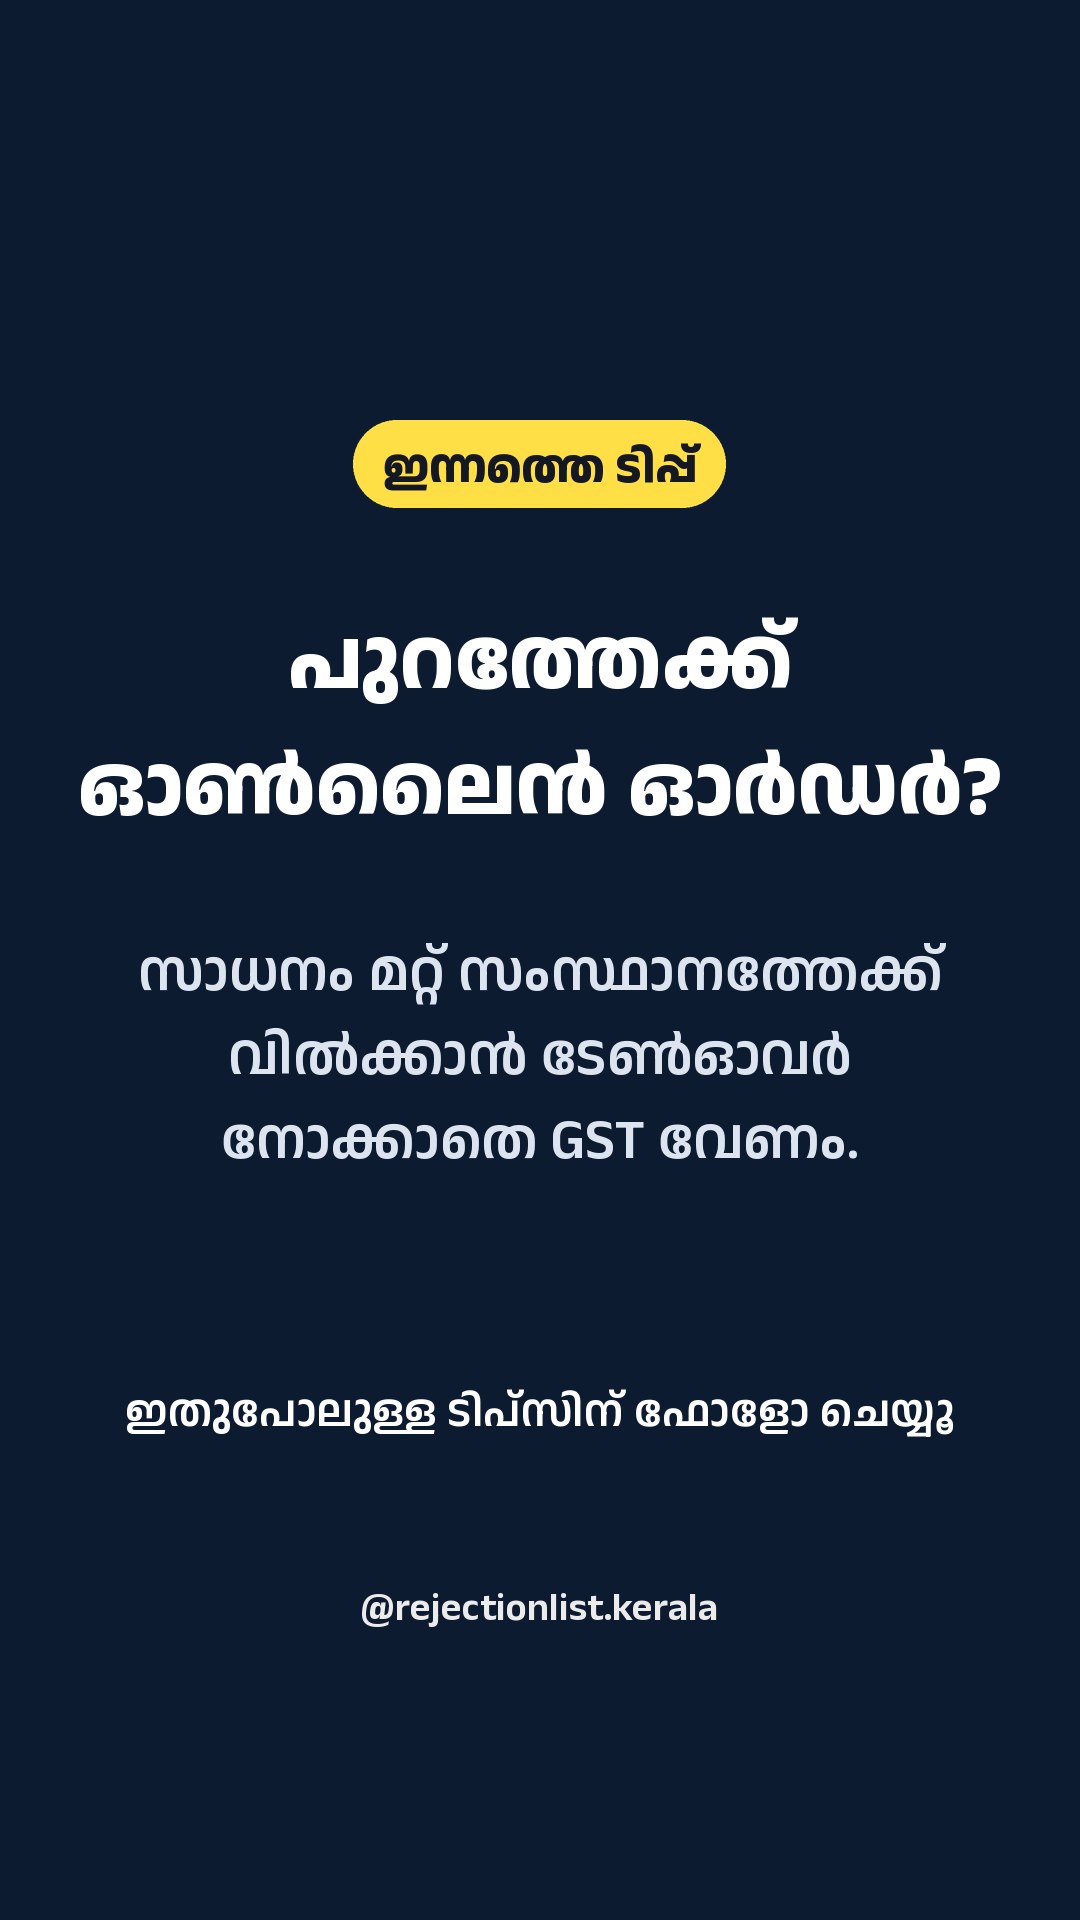 ഇന്നത്തെ ടിപ്പ്
പുറത്തേക്ക്
ഓൺലൈൻ ഓർഡർ?
സാധനം മറ്റ് സംസ്ഥാനത്തേക്ക്
വിൽക്കാൻ ടേൺഓവർ
നോക്കാതെ GST വേണം.
ഇതുപോലുള്ള ടിപ്സിന് ഫോളോ ചെയ്യൂ
@rejectionlist.kerala